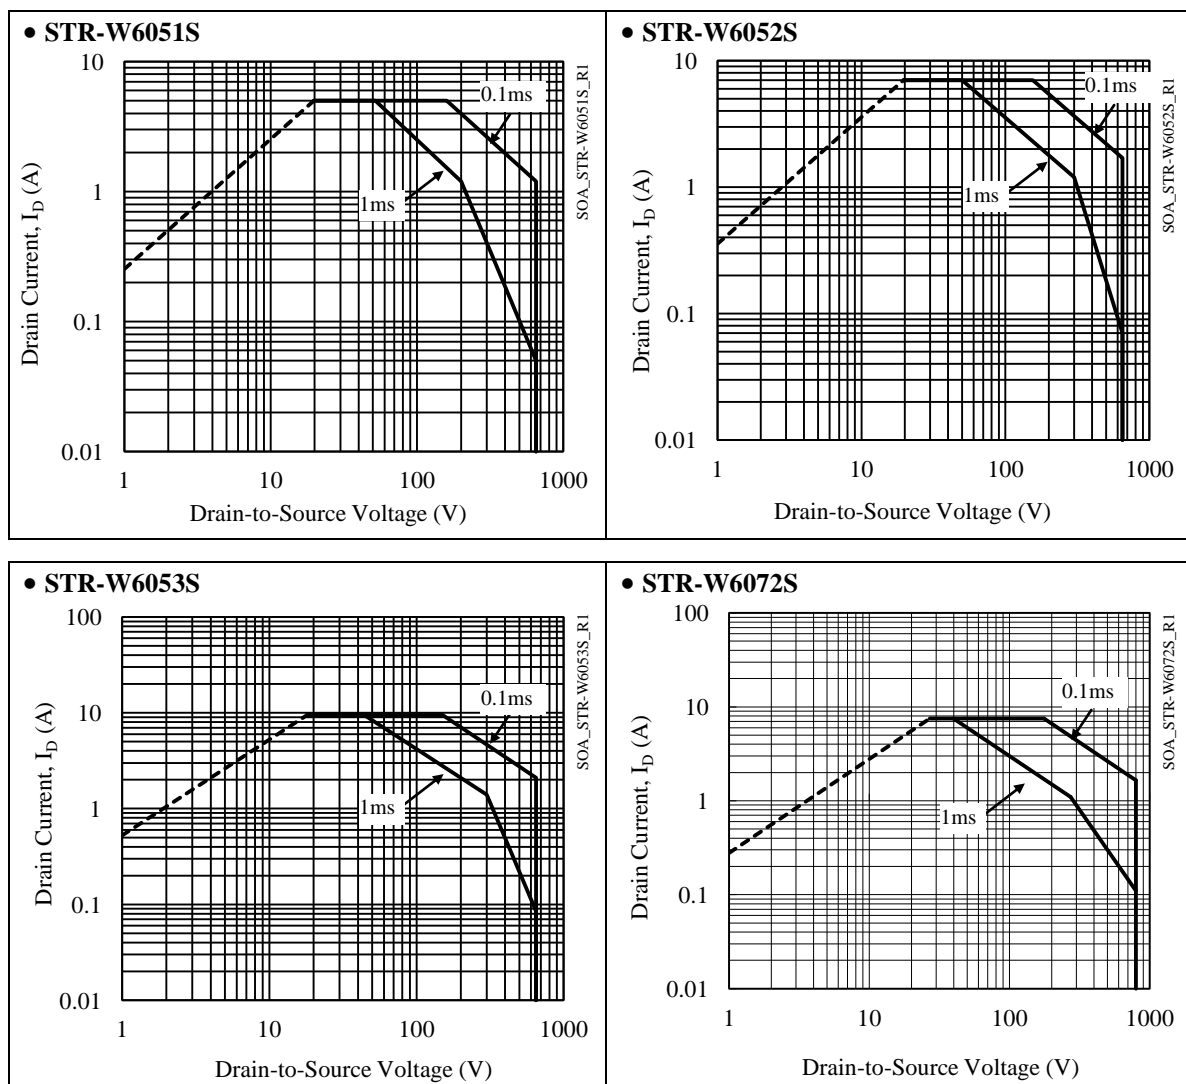 • STR-W6051S
10
1
0.1
0.01
1
10
100
1000
Drain Current, I_D (A)
Drain-to-Source Voltage (V)
0.1ms
1ms
SOA_STR-W6051S_R1
• STR-W6052S
10
1
0.1
0.01
1
10
100
1000
Drain Current, I_D (A)
Drain-to-Source Voltage (V)
0.1ms
1ms
SOA_STR-W6052S_R1
• STR-W6053S
100
10
1
0.1
0.01
1
10
100
1000
Drain Current, I_D (A)
Drain-to-Source Voltage (V)
0.1ms
1ms
SOA_STR-W6053S_R1
• STR-W6072S
100
10
1
0.1
0.01
1
10
100
1000
Drain Current, I_D (A)
Drain-to-Source Voltage (V)
0.1ms
1ms
SOA_STR-W6072S_R1